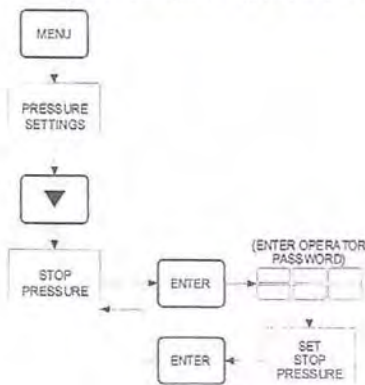 MENU
PRESSURE
SETTINGS
STOP
PRESSURE
ENTER
(ENTER OPERATOR
PASSWORD)
ENTER
SET
STOP
PRESSURE